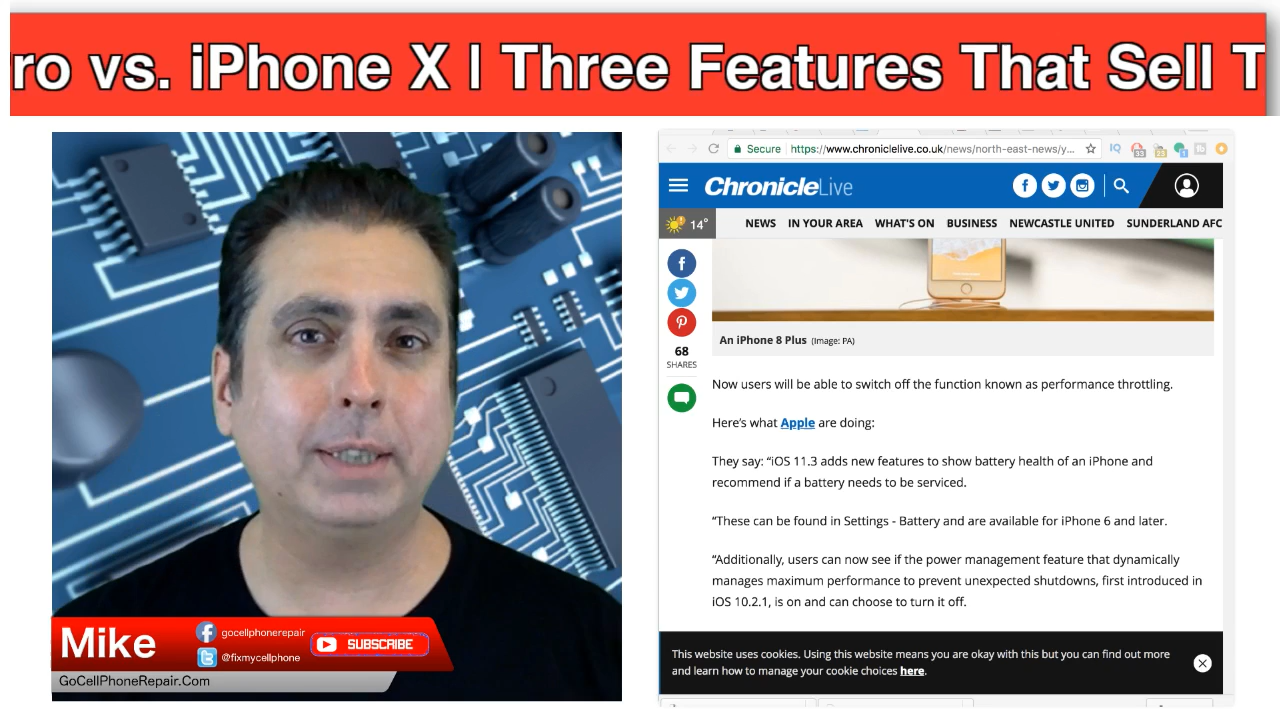 ro vs. iPhone X | Three Features That Sell T
Secure https://www.chroniclelive.co.uk/news/north-east-news/y...
ChronicleLive
14°
NEWS IN YOUR AREA WHAT'S ON BUSINESS NEWCASTLE UNITED SUNDERLAND AFC
An iPhone 8 Plus (Image: PA)
68
SHARES
Now users will be able to switch off the function known as performance throttling.
Here's what Apple are doing:
They say: “iOS 11.3 adds new features to show battery health of an iPhone and
recommend if a battery needs to be serviced.
“These can be found in Settings - Battery and are available for iPhone 6 and later.
“Additionally, users can now see if the power management feature that dynamically
manages maximum performance to prevent unexpected shutdowns, first introduced in
iOS 10.2.1, is on and can choose to turn it off.
This website uses cookies. Using this website means you are okay with this but you can find out more
and learn how to manage your cookie choices here.
Mike
gocellphonerepair
@fixmycellphone
SUBSCRIBE
GoCellPhoneRepair.Com